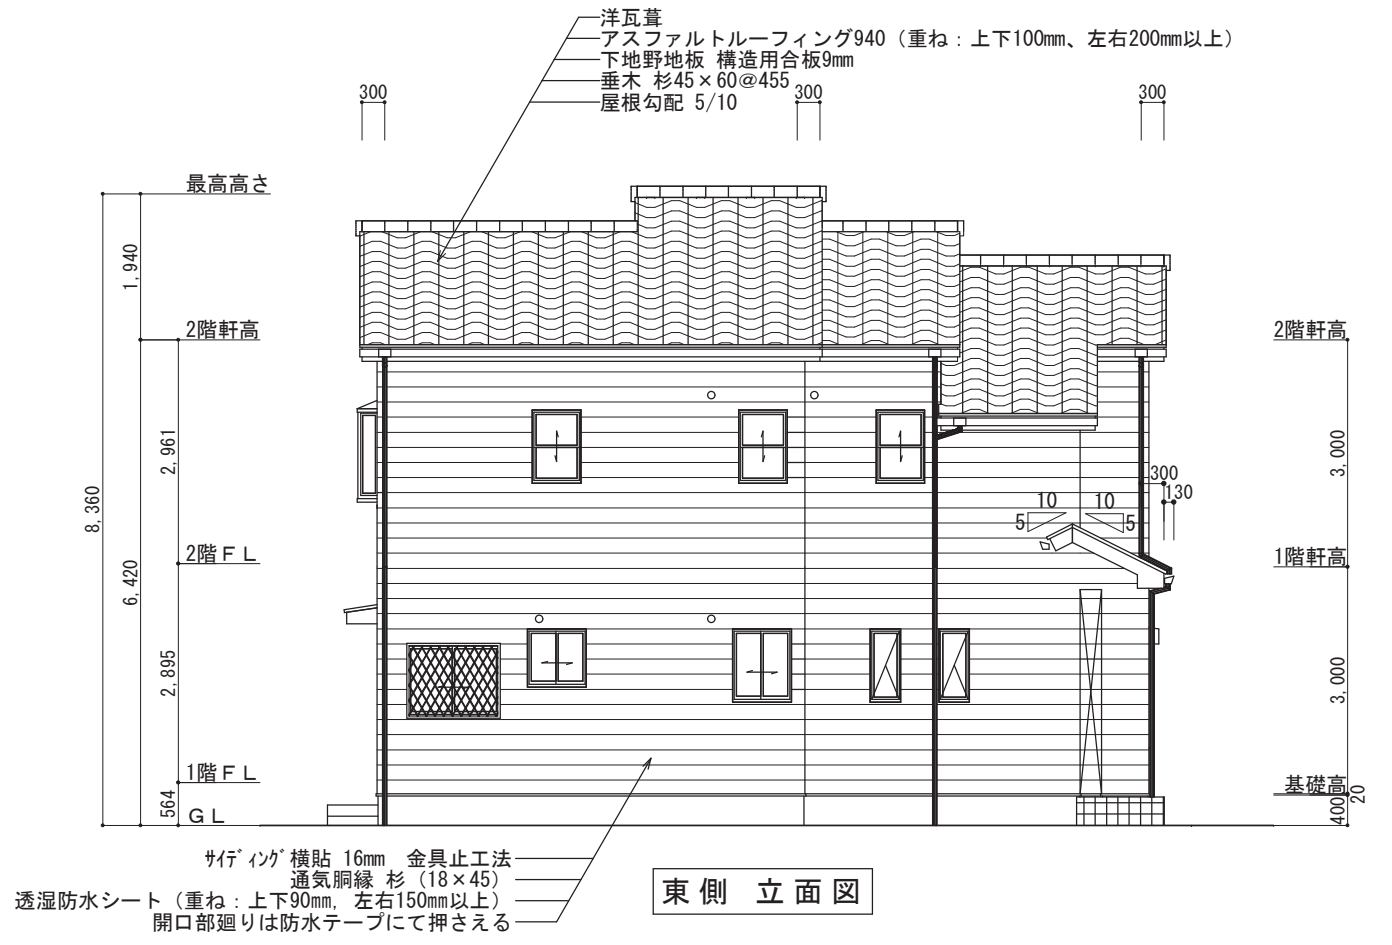 洋瓦葺
アスファルトルーフィング940（重ね：上下100mm、左右200mm以上）
下地野地板 構造用合板9mm
垂木 杉45×60@455
屋根勾配 5/10
300
300
300
最高高さ
1,940
2階軒高
2階軒高
2,961
3,000
8,360
300
130
10
10
5
5
2階ＦＬ
1階軒高
6,420
2,895
3,000
1階ＦＬ
基礎高
564
400
20
ＧＬ
ｻｲﾃﾞｨﾝｸﾞ横貼 16mm 金具止工法
通気胴縁 杉（18×45）
透湿防水シート（重ね：上下90mm, 左右150mm以上）
開口部廻りは防水テープにて押さえる
東側 立面図